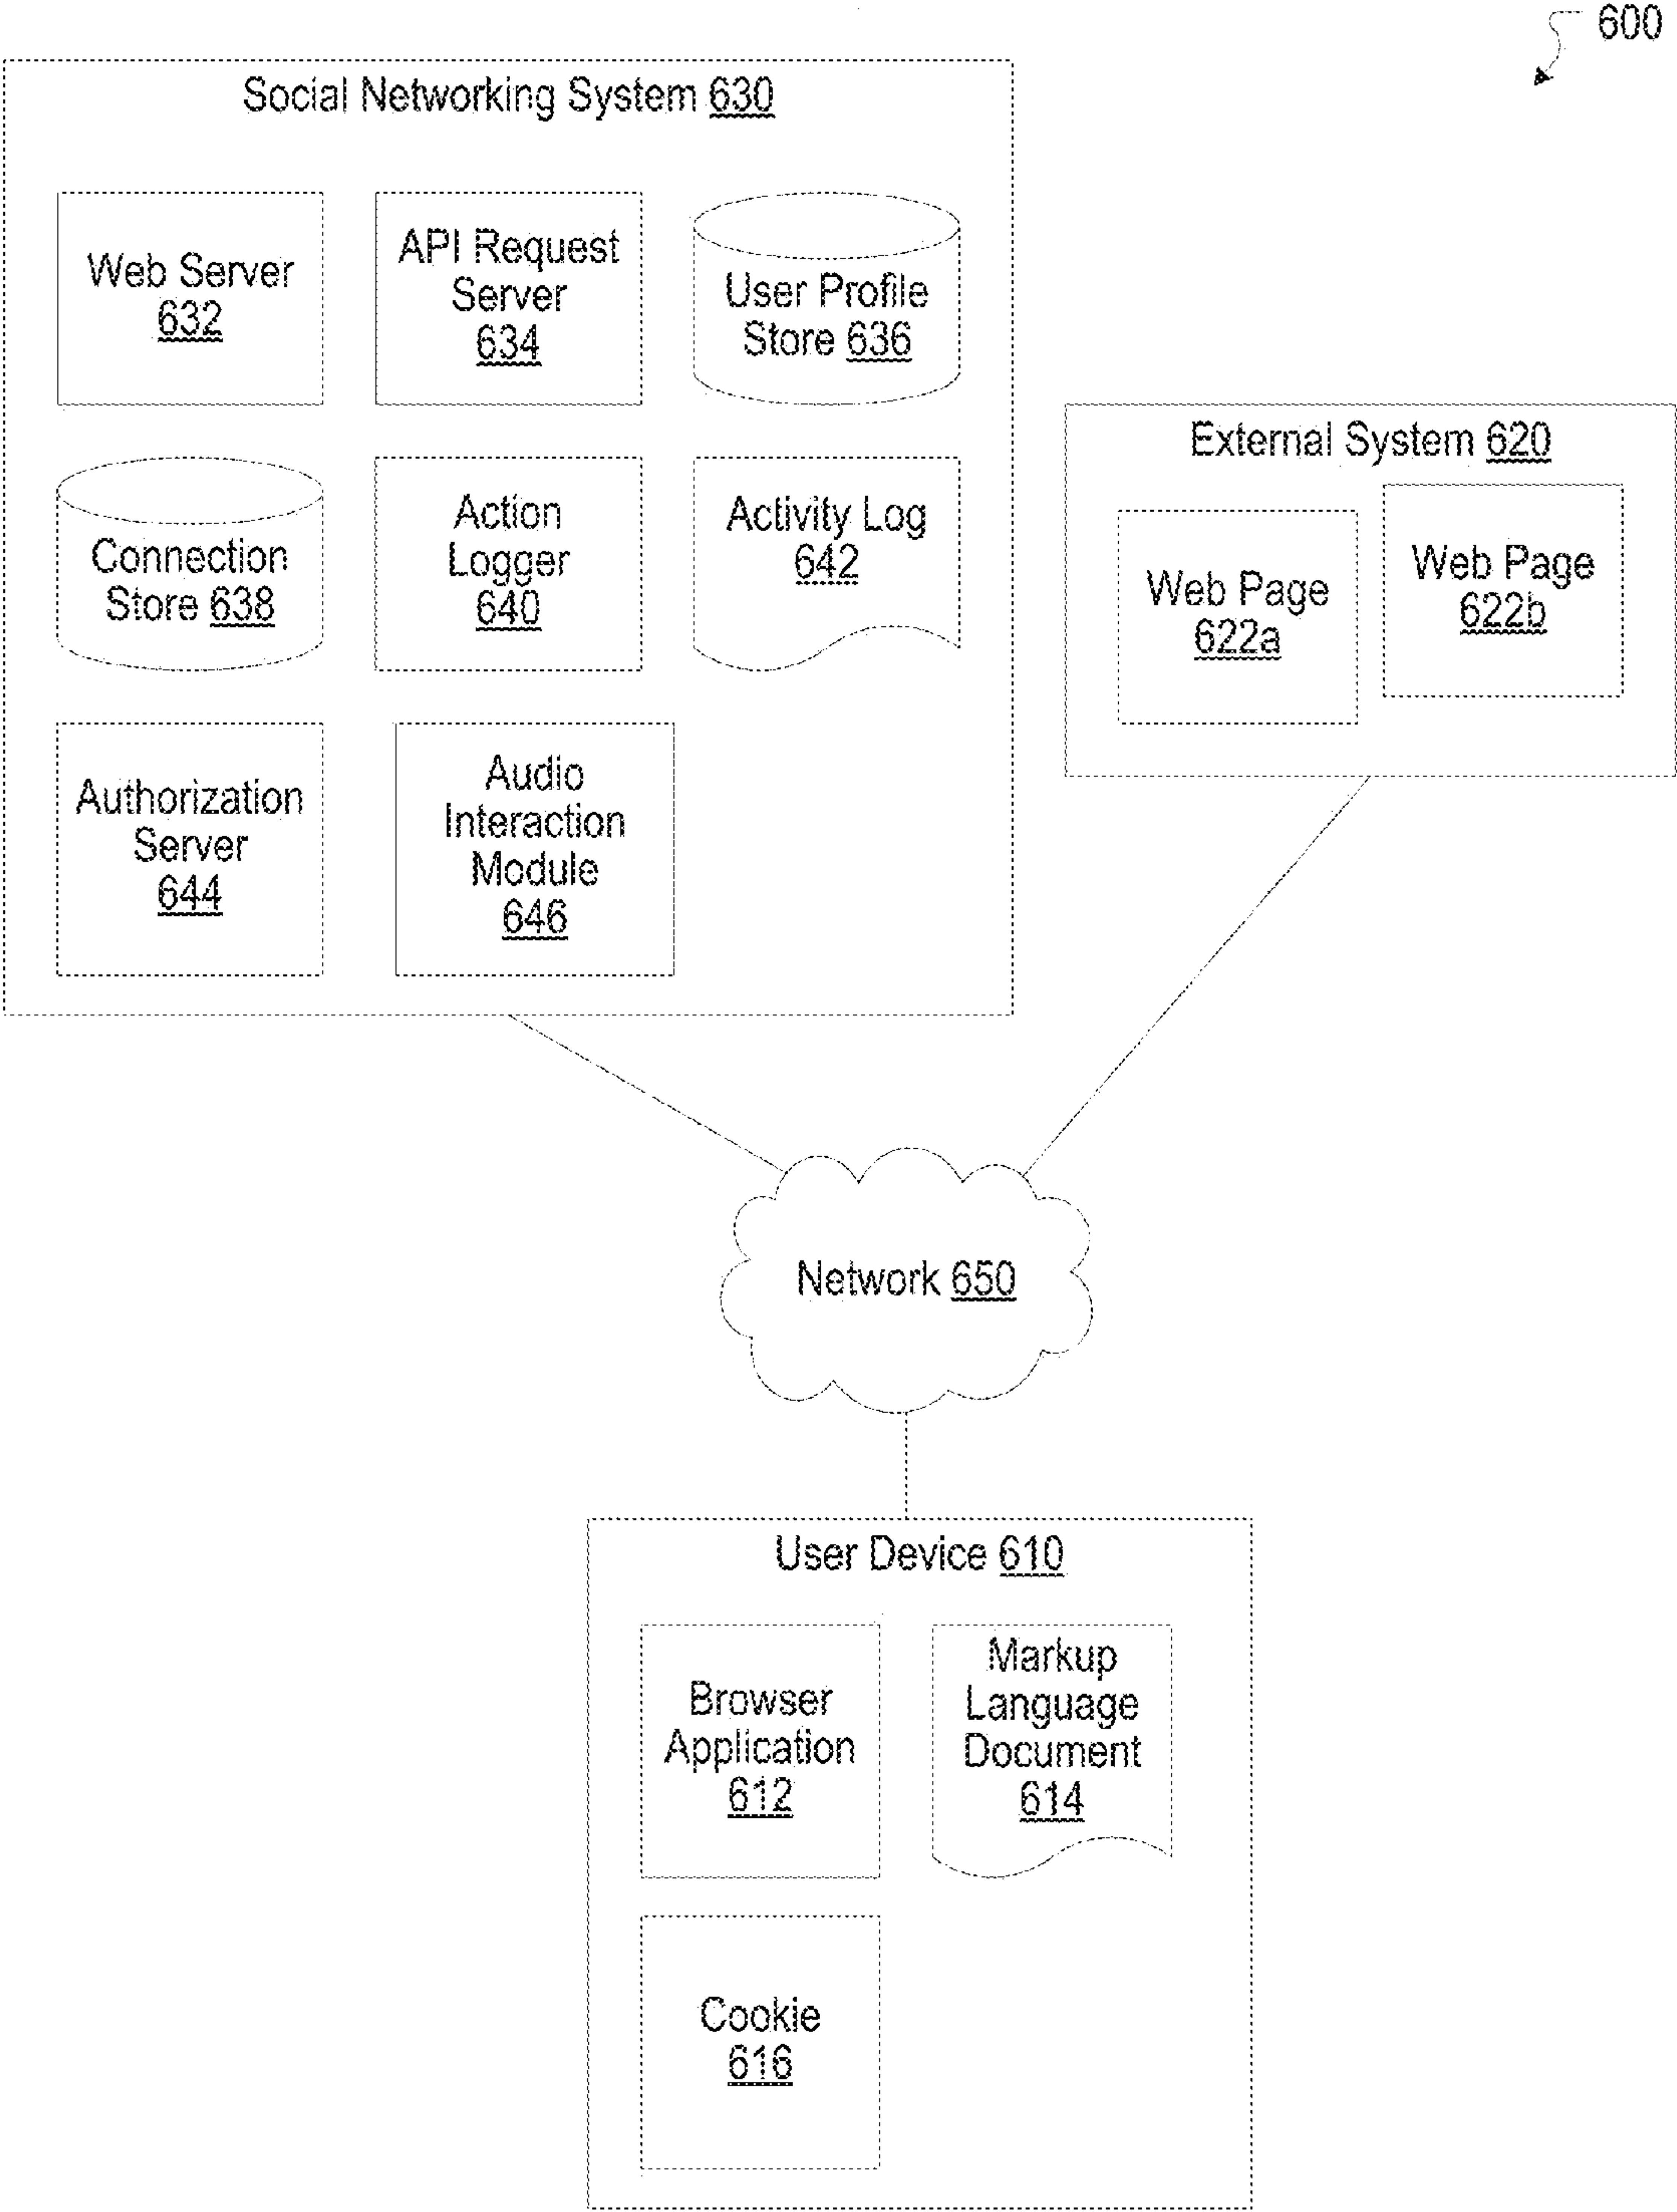 600
Social Networking System 630
Web Server
632
API Request
Server
634
User Profile
Store 636
Connection
Store 638
Action
Logger
640
Activity Log
642
Authorization
Server
644
Audio
Interaction
Module
646
External System 620
Web Page
622a
Web Page
622b
Network 650
User Device 610
Browser
Application
612
Markup
Language
Document
614
Cookie
616